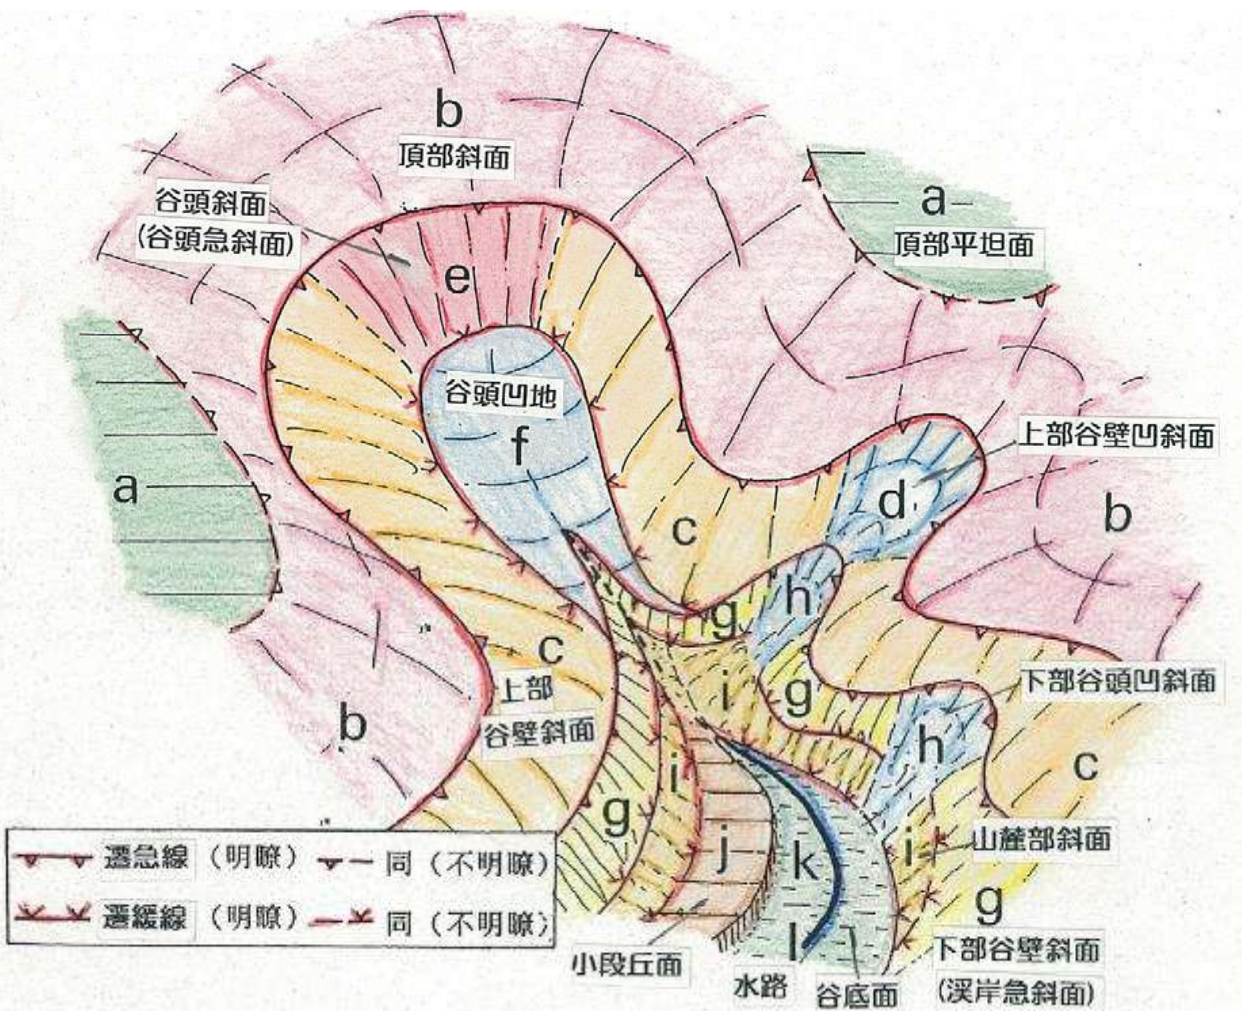 b
頂部斜面
谷頭斜面
(谷頭急斜面)
a
頂部平坦面
e
谷頭凹地
f
上部谷壁凹斜面
d
a
c
b
h
g
c
上部
谷壁斜面
下部谷頭凹斜面
i
g
b
h
c
i
g
j
k
i
山麓部斜面
g
l
遷急線 (明瞭)
同 (不明瞭)
遷緩線 (明瞭)
同 (不明瞭)
小段丘面
水路
谷底面
下部谷壁斜面
(渓岸急斜面)